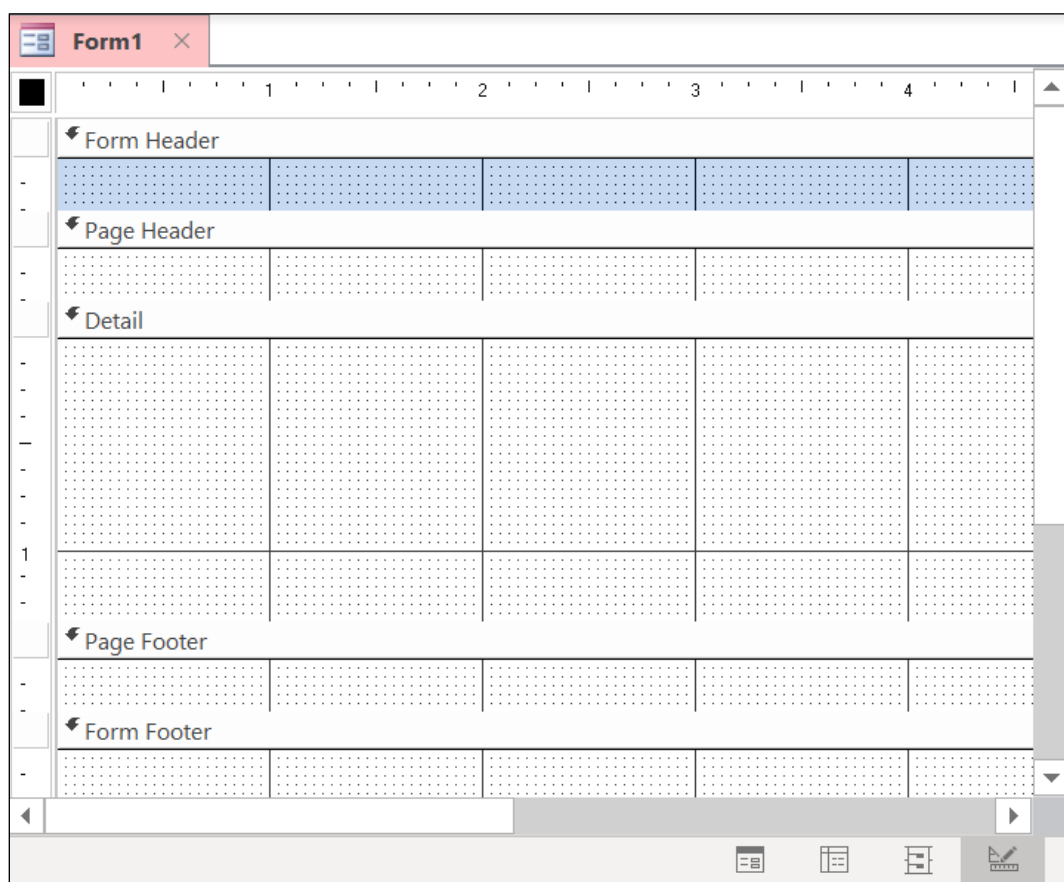 Form1
1 2 3 4
Form Header
Page Header
Detail
1
Page Footer
Form Footer